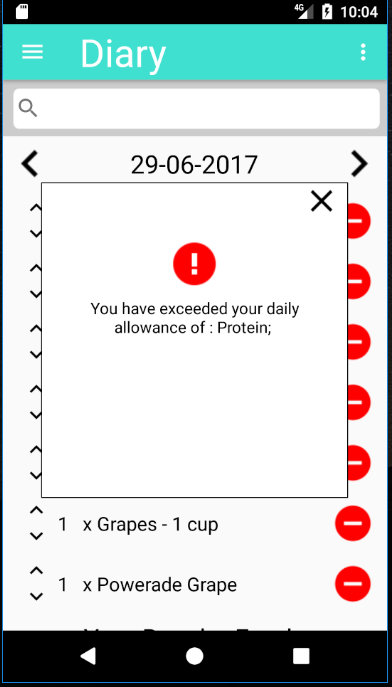 4G 10:04
Diary
29-06-2017
You have exceeded your daily
allowance of : Protein;
1 x Grapes - 1 cup
1 x Powerade Grape